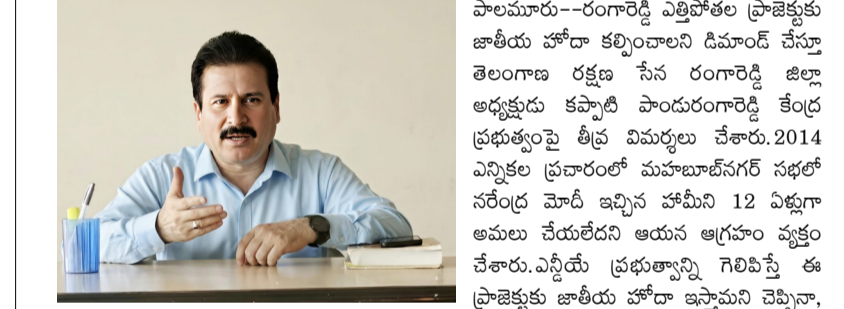 పాలమూరు--రంగారెడ్డి ఎత్తిపోతల ప్రాజెక్టుకు
జాతీయ హోదా కల్పించాలని డిమాండ్ చేస్తూ
తెలంగాణ రక్షణ సేన రంగారెడ్డి జిల్లా
అధ్యక్షుడు కప్పాటి పాండురంగారెడ్డి కేంద్ర
ప్రభుత్వంపై తీవ్ర విమర్శలు చేశారు.2014
ఎన్నికల ప్రచారంలో మహబూబ్‌నగర్ సభలో
నరేంద్ర మోదీ ఇచ్చిన హామీని 12 ఏళ్లుగా
అమలు చేయలేదని ఆయన ఆగ్రహం వ్యక్తం
చేశారు.ఎన్డీయే ప్రభుత్వాన్ని గెలిపిస్తే ఈ
ప్రాజెక్టుకు జాతీయ హోదా ఇస్తామని చెప్పినా,